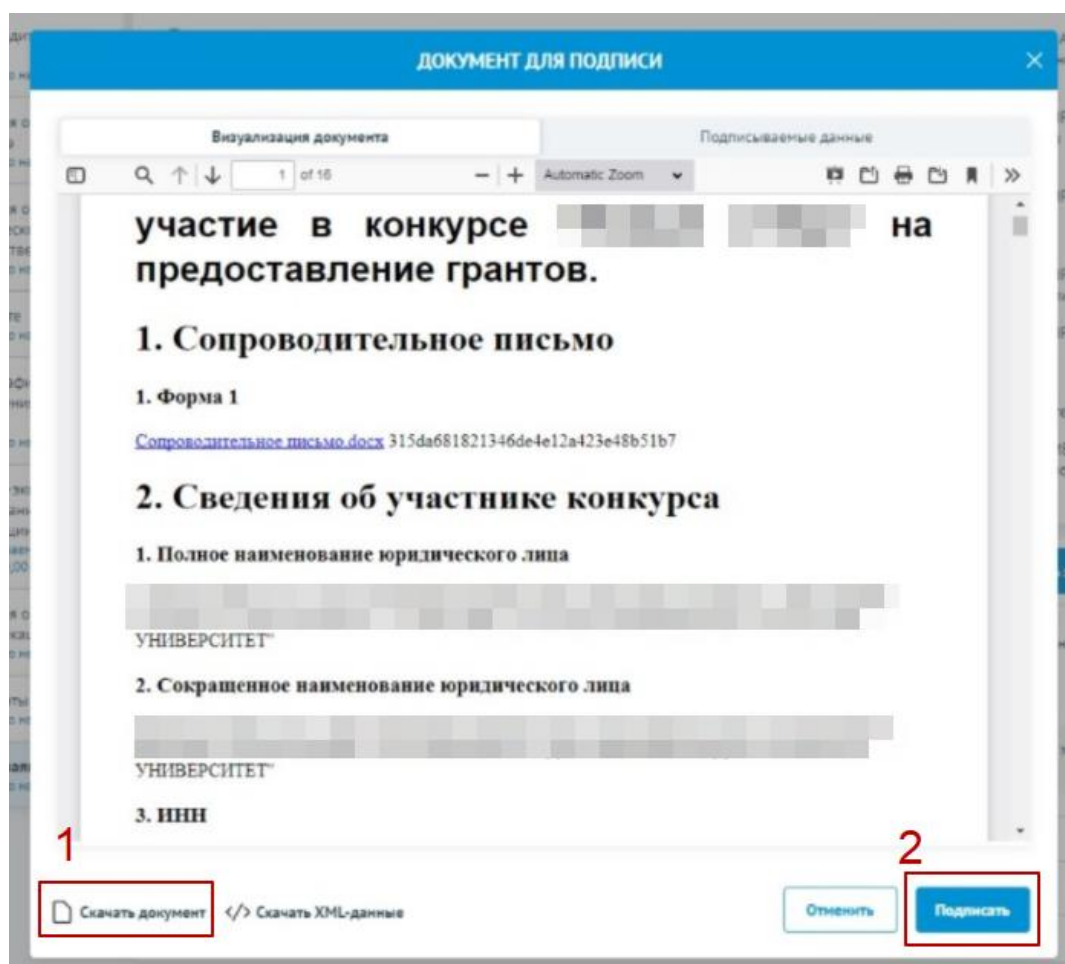 ДОКУМЕНТ ДЛЯ ПОДПИСИ
Визуализация документа
Подписываемые данные
1 of 16
Automatic Zoom
участие в конкурсе на
предоставление грантов.
1. Сопроводительное письмо
1. Форма 1
Сопроводительное письмо.docx 315da681821346de4e12a423e48b51b7
2. Сведения об участнике конкурса
1. Полное наименование юридического лица
УНИВЕРСИТЕТ"
2. Сокращенное наименование юридического лица
УНИВЕРСИТЕТ"
3. ИНН
1
2
Скачать документ
</> Скачать XML-данные
Отменить
Подписать